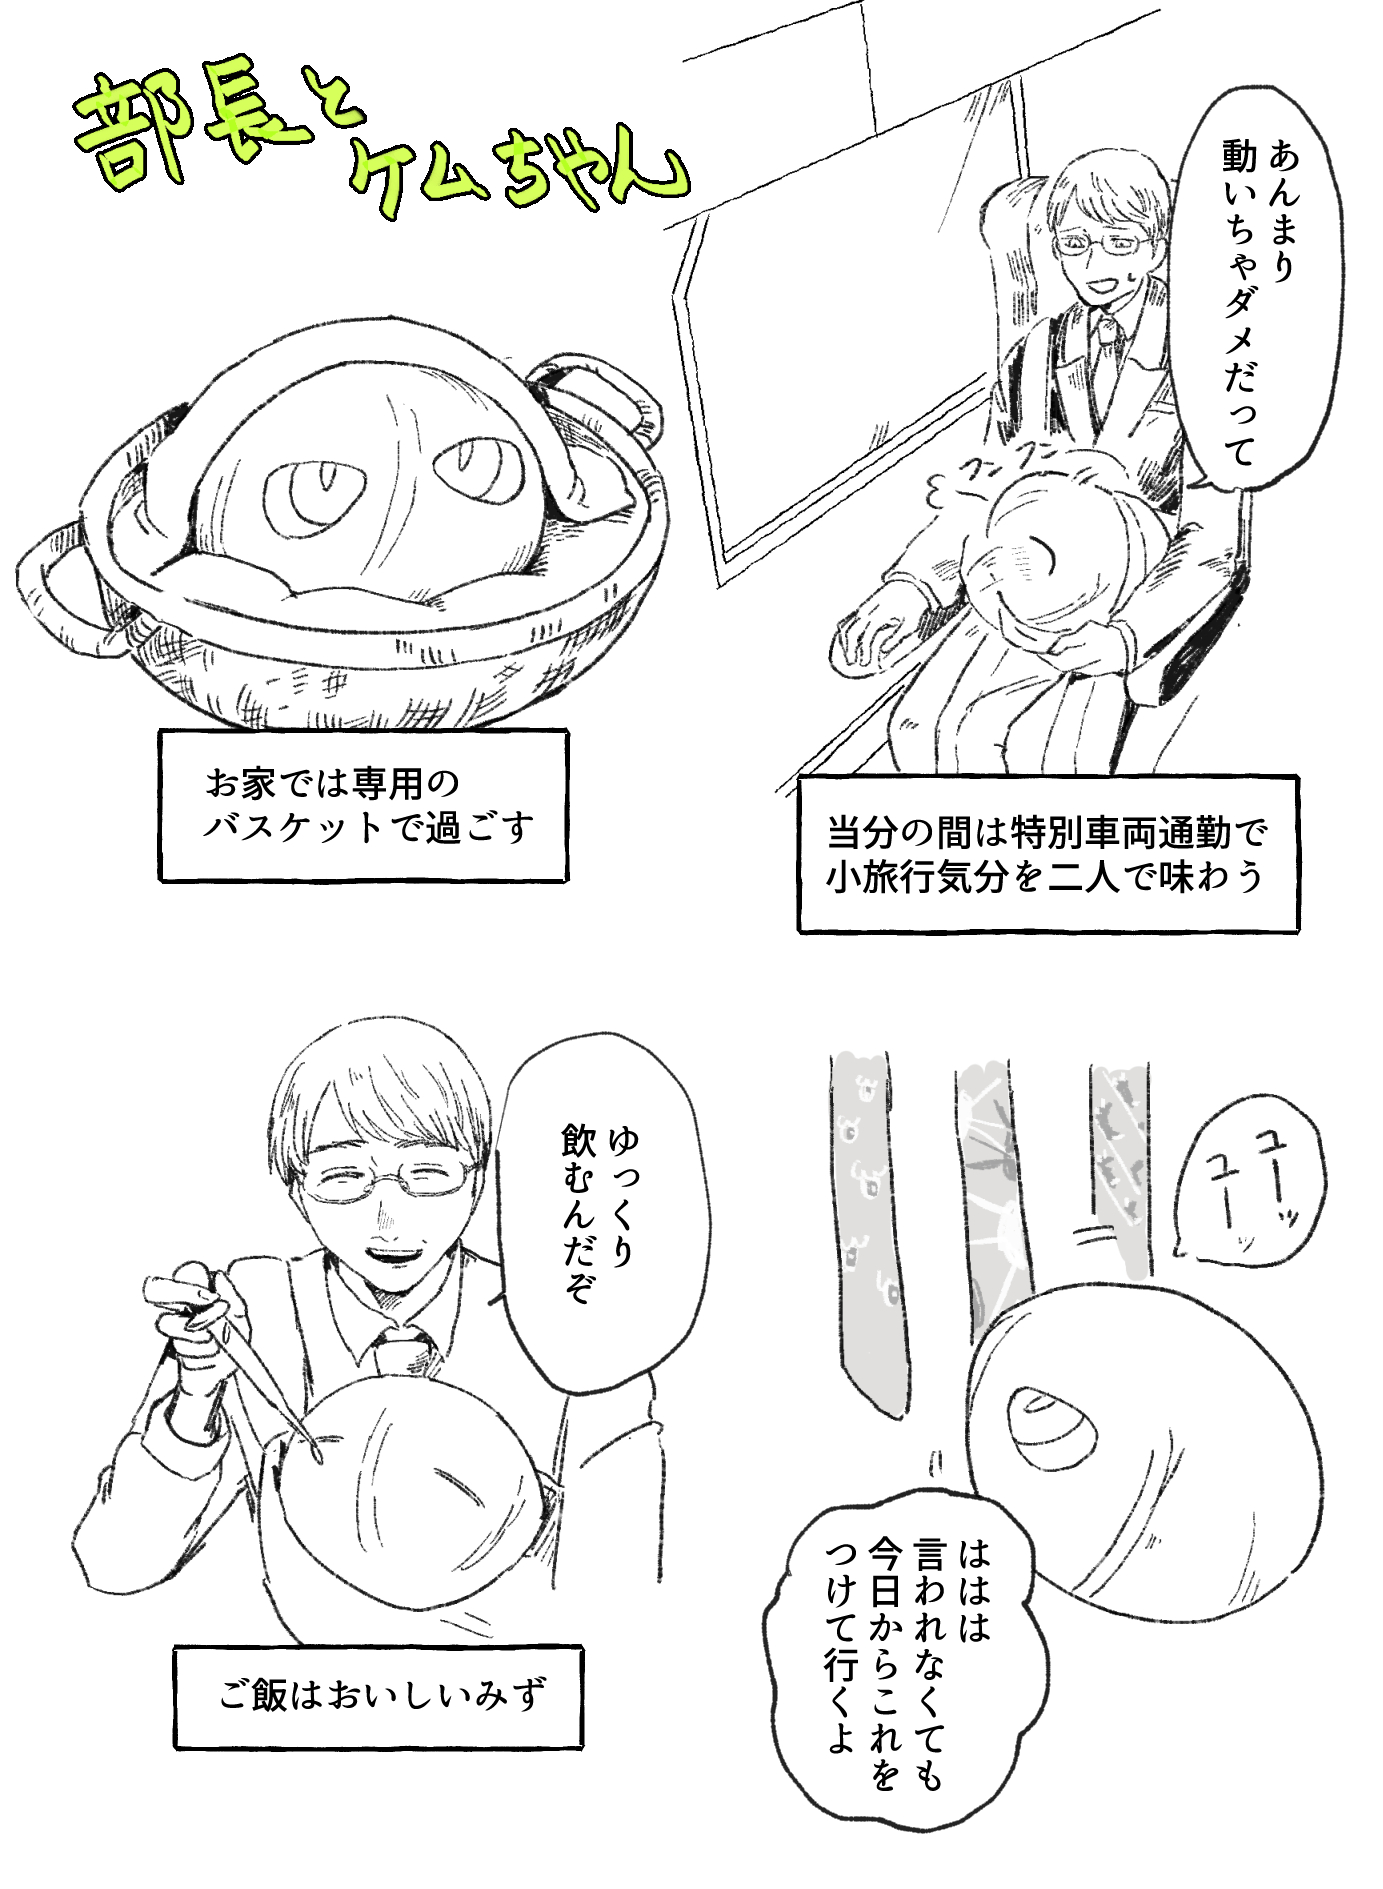 部長と
ケムちゃん
あんまり
動いちゃダメだって
フンフン
当分の間は特別車両通勤で
小旅行気分を二人で味わう
お家では専用の
バスケットで過ごす
ユーッ
ユーッ
ははは
言われなくても
今日からこれを
つけて行くよ
ゆっくり
飲むんだぞ
ご飯はおいしいみず